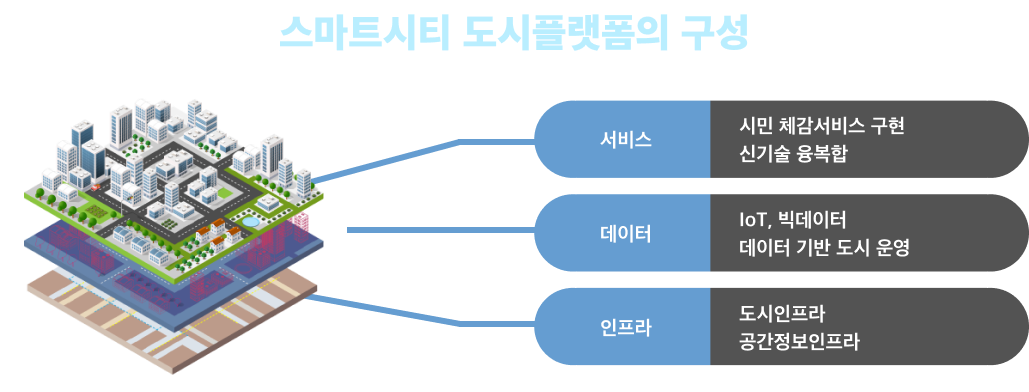 스마트시티 도시플랫폼의 구성
서비스
시민 체감서비스 구현
신기술 융복합
데이터
IoT, 빅데이터
데이터 기반 도시 운영
인프라
도시인프라
공간정보인프라